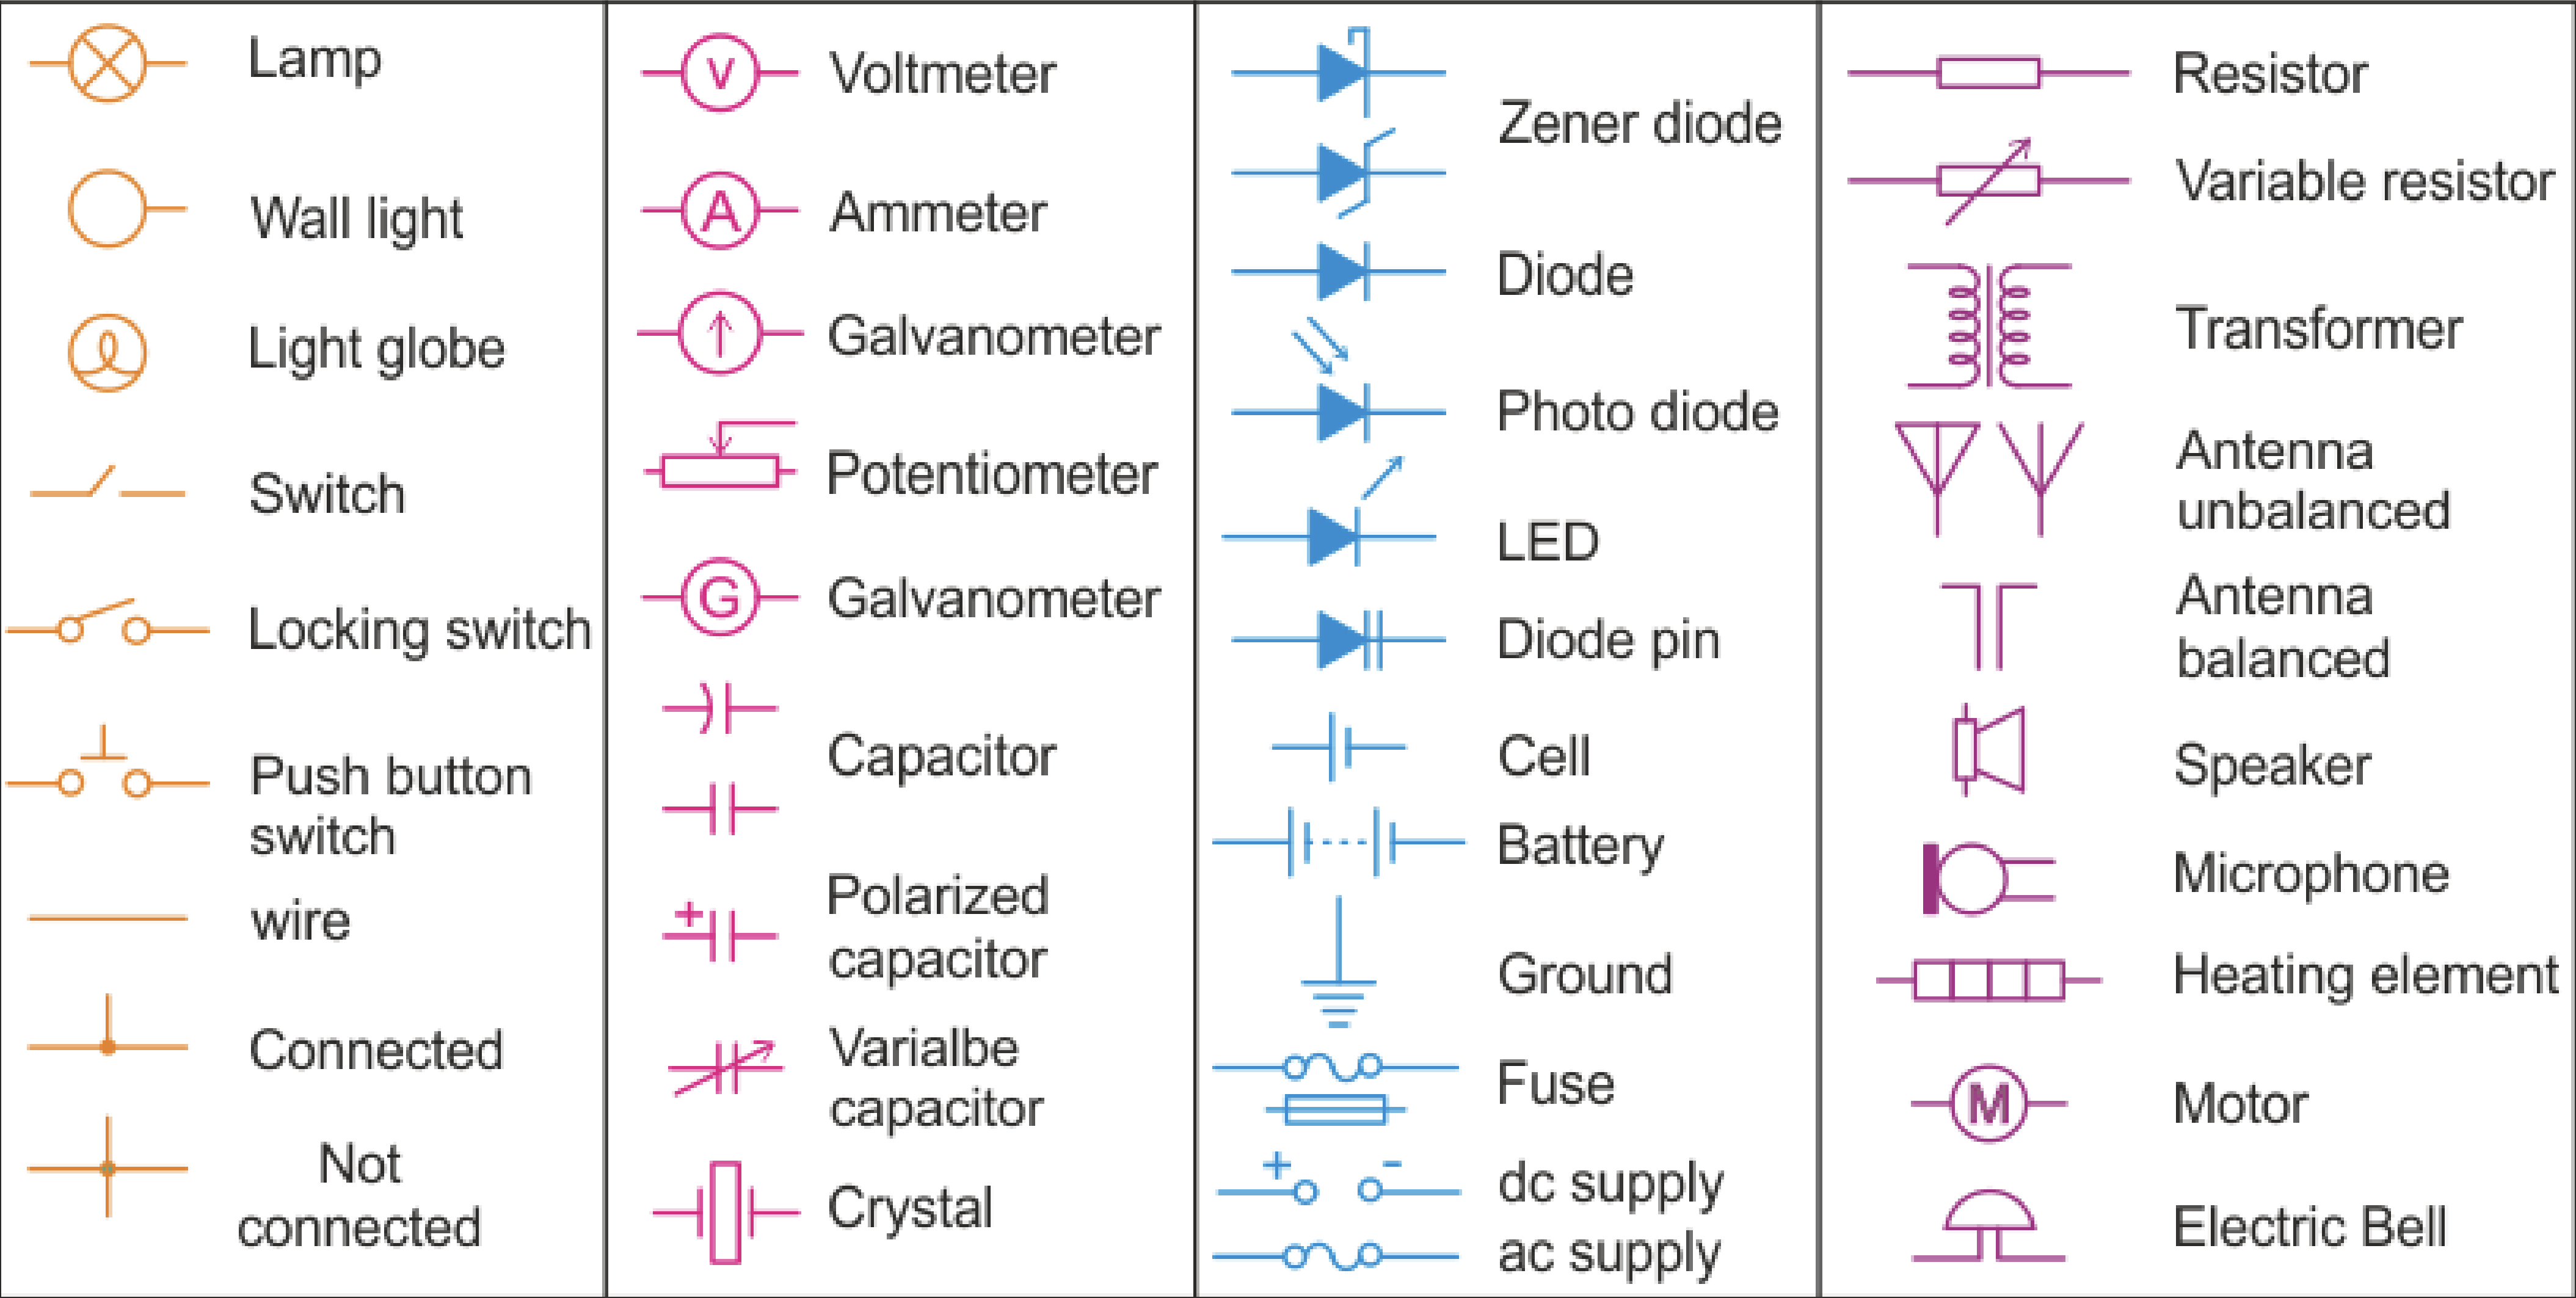 Lamp
Wall light
Light globe
Switch
Locking switch
Push button
switch
wire
Connected
Not
connected
V
Voltmeter
A
Ammeter
Galvanometer
Potentiometer
G
Galvanometer
Capacitor
+
Polarized
capacitor
Varialbe
capacitor
Crystal
Zener diode
Diode
Photo diode
LED
Diode pin
Cell
Battery
Ground
Fuse
+ -
dc supply
ac supply
Resistor
Variable resistor
Transformer
Antenna
unbalanced
Antenna
balanced
Speaker
Microphone
Heating element
M
Motor
Electric Bell